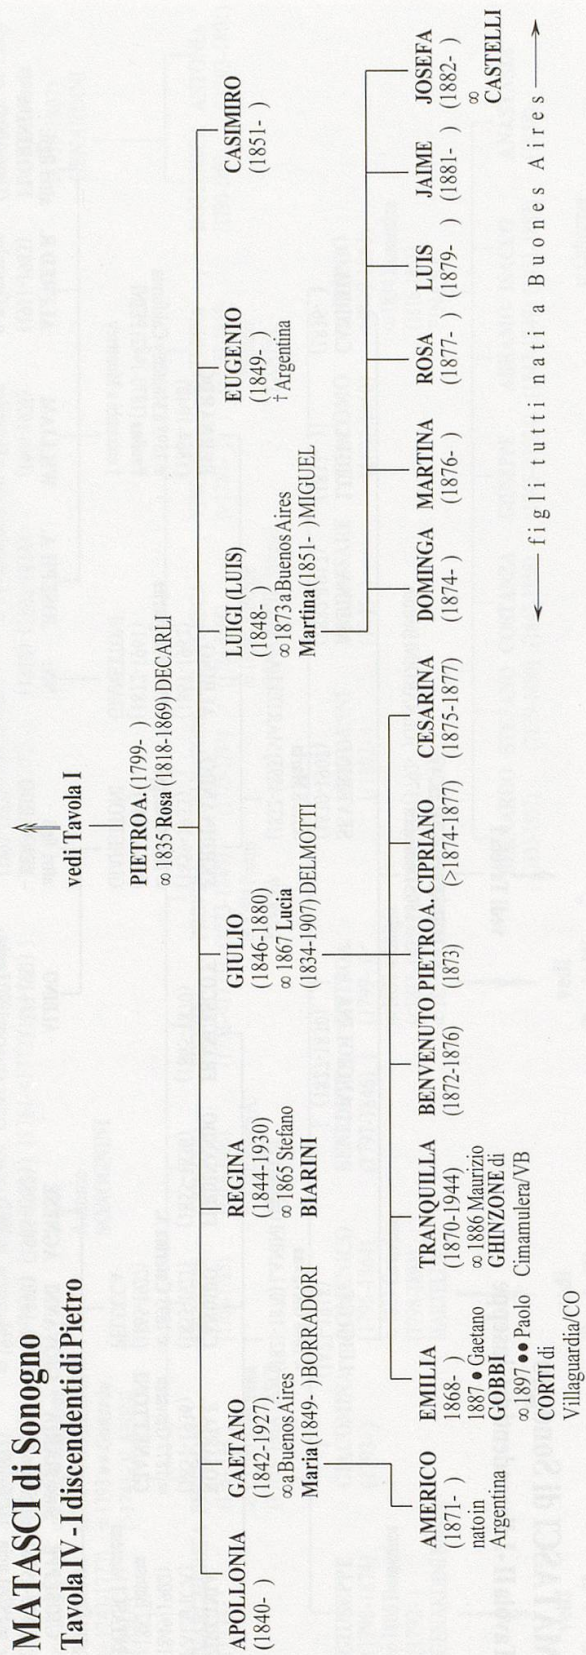 MATASCI di Sonogno
Tavola IV - I discendenti di Pietro
vedi Tavola I
PIETRO A. (1799- )
∞ 1835 Rosa (1818-1869) DECARLI
APOLLONIA
(1840- )
GAETANO
(1842-1927)
∞ a Buenos Aires
Maria (1849- ) BORRADORI
REGINA
(1844-1930)
∞ 1865 Stefano
BIARINI
GIULIO
(1846-1880)
∞ 1867 Lucia
(1834-1907) DELMOTTI
LUIGI (LUIS)
(1848- )
∞ 1873 a Buenos Aires
Martina (1851- ) MIGUEL
EUGENIO
(1849- )
† Argentina
CASIMIRO
(1851- )
AMERICO
(1871- )
nato in
Argentina
EMILIA
1868- )
1887 ● Gaetano
GOBBI
∞ 1897 ●● Paolo
CORTI di
Villaguardia/CO
TRANQUILLA
(1870-1944)
∞ 1886 Maurizio
GHINZONE di
Cimamulera/VB
BENVENUTO
(1872-1876)
PIETRO A.
(1873)
CIPRIANO
(>1874-1877)
CESARINA
(1875-1877)
DOMINGA
(1874- )
MARTINA
(1876- )
ROSA
(1877- )
LUIS
(1879- )
JAIME
(1881- )
JOSEFA
(1882- )
∞
CASTELLI
figli tutti nati a Buones Aires